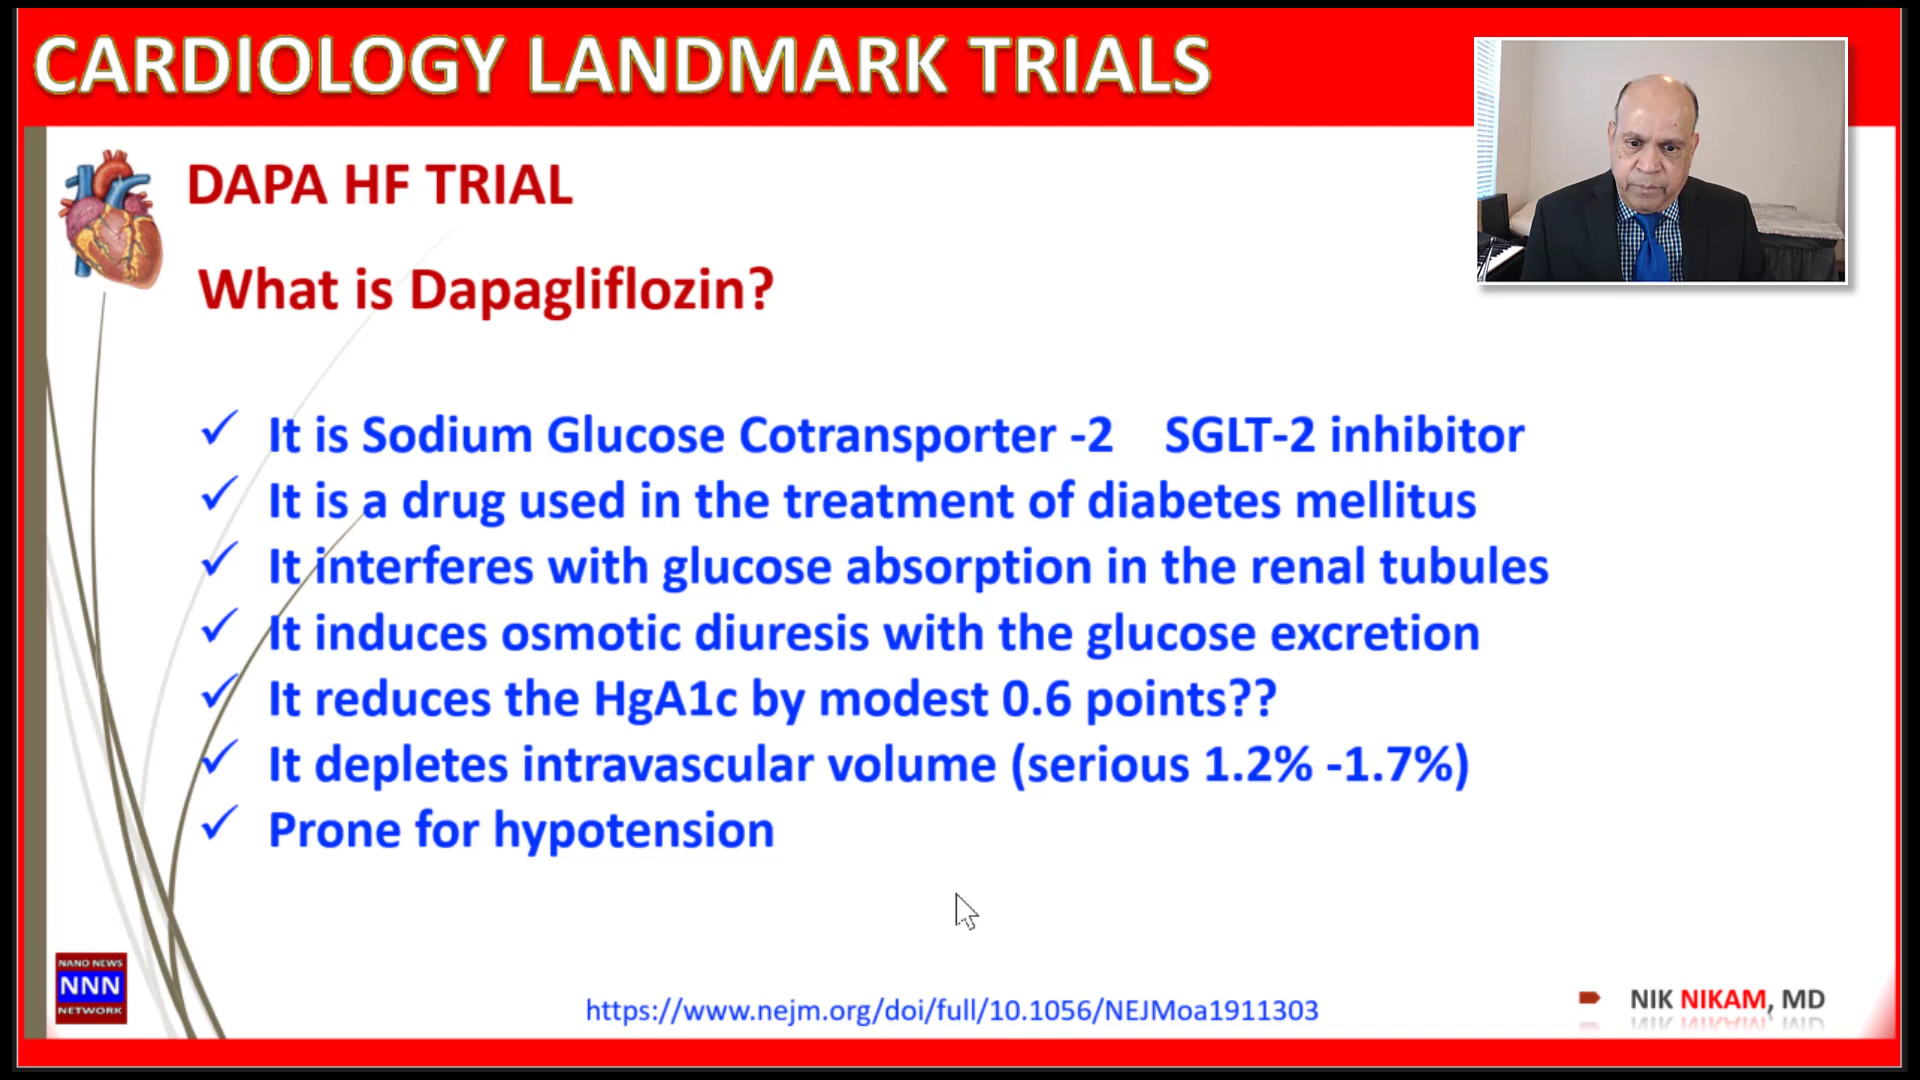 CARDIOLOGY LANDMARK TRIALS
DAPA HF TRIAL
What is Dapagliflozin?
✓ It is Sodium Glucose Cotransporter -2 SGLT-2 inhibitor
✓ It is a drug used in the treatment of diabetes mellitus
✓ It interferes with glucose absorption in the renal tubules
✓ It induces osmotic diuresis with the glucose excretion
✓ It reduces the HgA1c by modest 0.6 points??
✓ It depletes intravascular volume (serious 1.2% -1.7%)
✓ Prone for hypotension
NANO NEWS
NNN
NETWORK
https://www.nejm.org/doi/full/10.1056/NEJMoa1911303
NIK NIKAM, MD